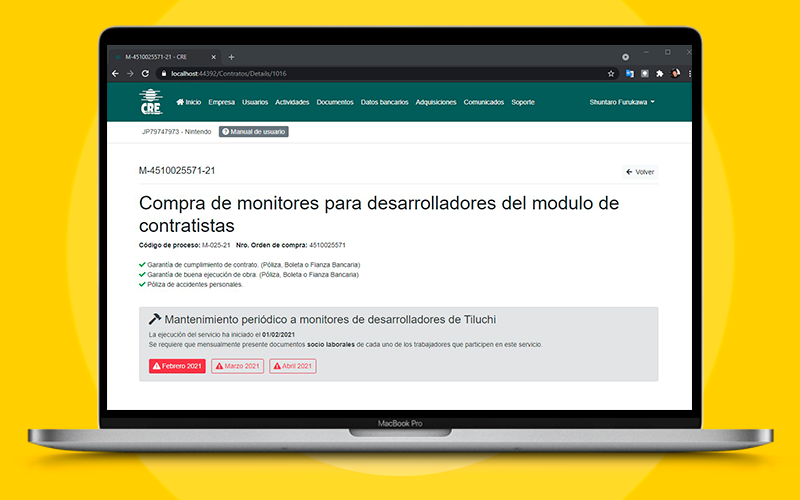 M-4510025571-21 - CRE
localhost:44392/Contratos/Details/1016
CRE
Inicio Empresa Usuarios Actividades Documentos Datos bancarios Adquisiciones Comunicados Soporte Shuntaro Furukawa
JP79747973 - Nintendo Manual de usuario
M-4510025571-21 Volver
Compra de monitores para desarrolladores del modulo de
contratistas
Código de proceso: M-025-21 Nro. Orden de compra: 4510025571
Garantía de cumplimiento de contrato. (Póliza, Boleta o Fianza Bancaria)
Garantía de buena ejecución de obra. (Póliza, Boleta o Fianza Bancaria)
Póliza de accidentes personales.
Mantenimiento periódico a monitores de desarrolladores de Tiluchi
La ejecución del servicio ha iniciado el 01/02/2021
Se requiere que mensualmente presente documentos socio laborales de cada uno de los trabajadores que participen en este servicio.
Febrero 2021 Marzo 2021 Abril 2021
MacBook Pro